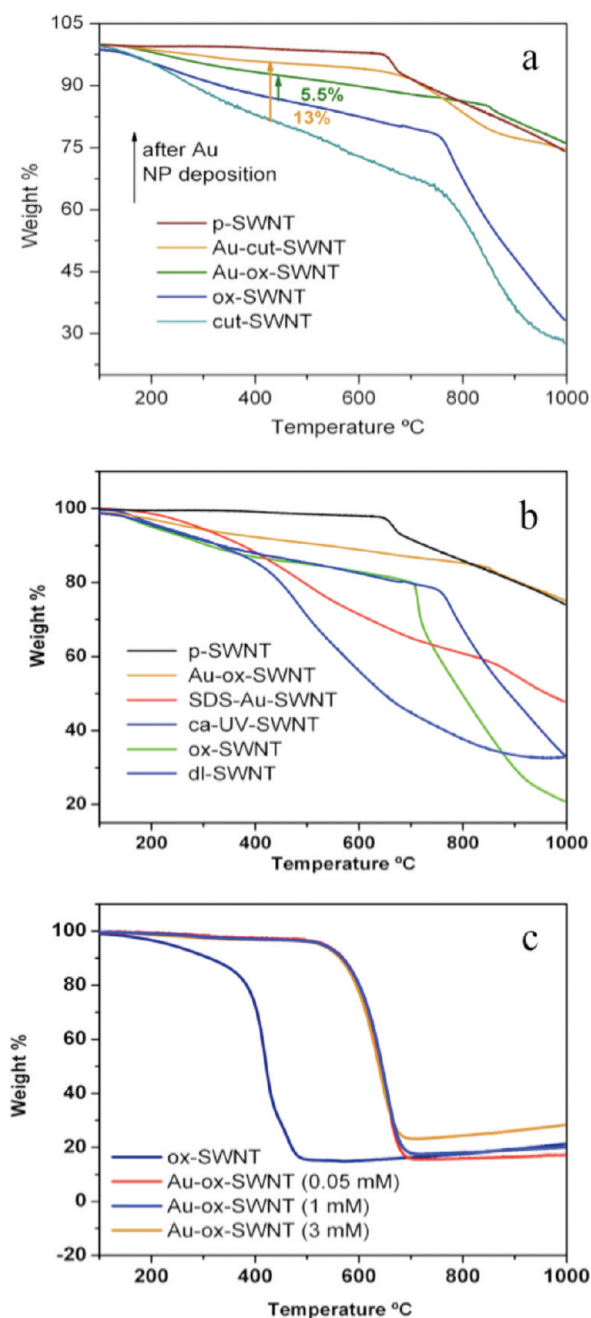 a
105
90
75
60
45
30
Weight %
5.5%
13%
after Au
NP deposition
p-SWNT
Au-cut-SWNT
Au-ox-SWNT
ox-SWNT
cut-SWNT
200 400 600 800 1000
Temperature ºC
b
100
80
60
40
20
Weight %
p-SWNT
Au-ox-SWNT
SDS-Au-SWNT
ca-UV-SWNT
ox-SWNT
dl-SWNT
200 400 600 800 1000
Temperature ºC
c
100
80
60
40
20
0
-20
Weight %
ox-SWNT
Au-ox-SWNT (0.05 mM)
Au-ox-SWNT (1 mM)
Au-ox-SWNT (3 mM)
200 400 600 800 1000
Temperature ºC